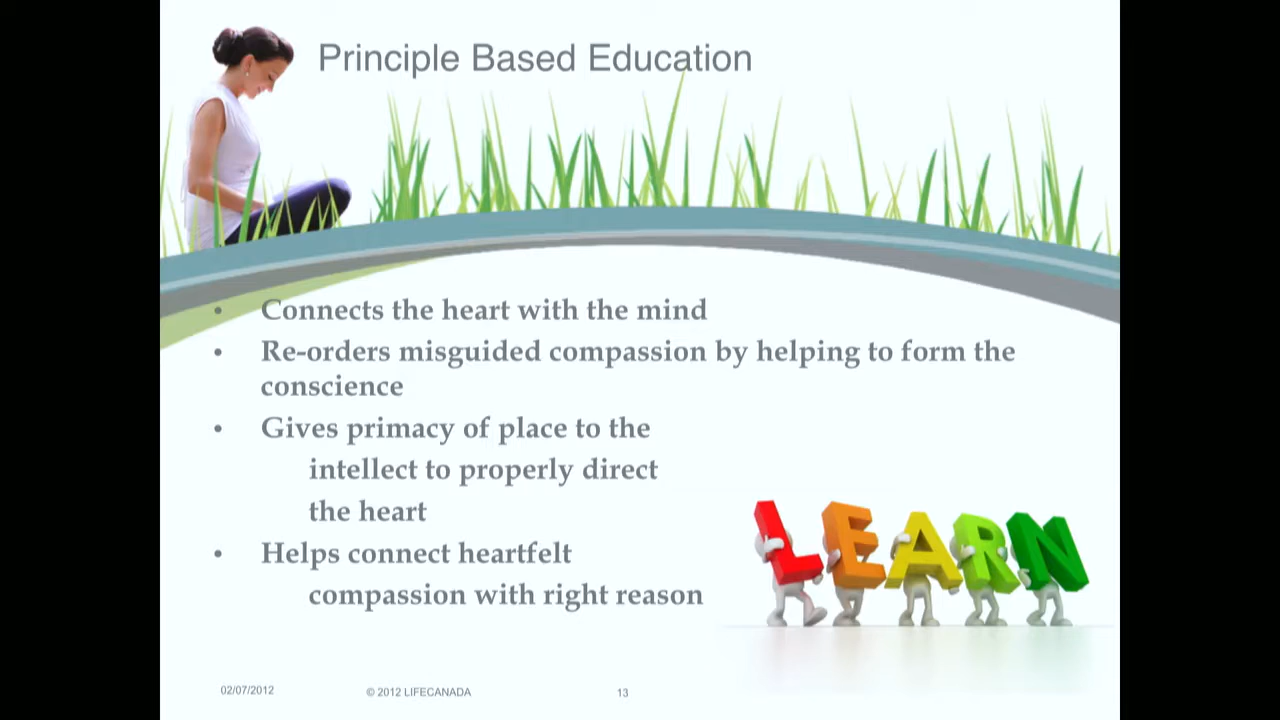 Principle Based Education
• Connects the heart with the mind
• Re-orders misguided compassion by helping to form the
conscience
• Gives primacy of place to the
intellect to properly direct
the heart
• Helps connect heartfelt
compassion with right reason
LEARN
02/07/2012 © 2012 LIFECANADA 13